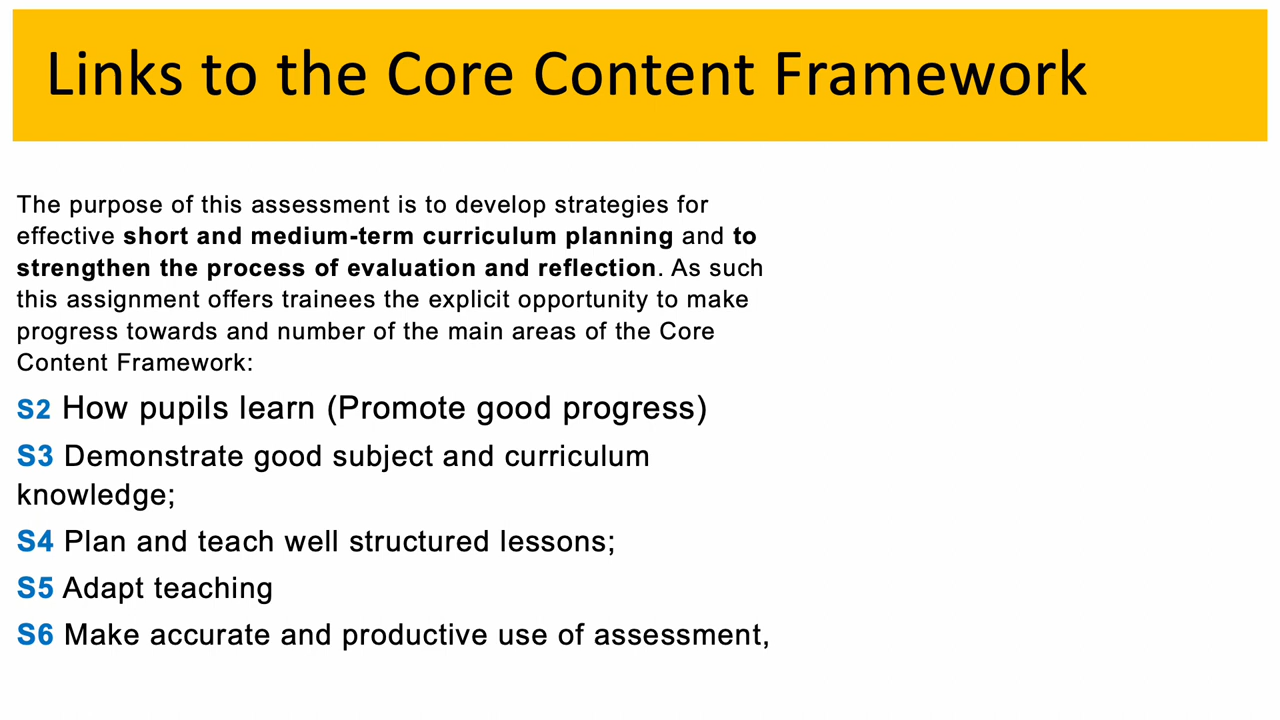 Links to the Core Content Framework
The purpose of this assessment is to develop strategies for
effective short and medium-term curriculum planning and to
strengthen the process of evaluation and reflection. As such
this assignment offers trainees the explicit opportunity to make
progress towards and number of the main areas of the Core
Content Framework:
S2 How pupils learn (Promote good progress)
S3 Demonstrate good subject and curriculum
knowledge;
S4 Plan and teach well structured lessons;
S5 Adapt teaching
S6 Make accurate and productive use of assessment,